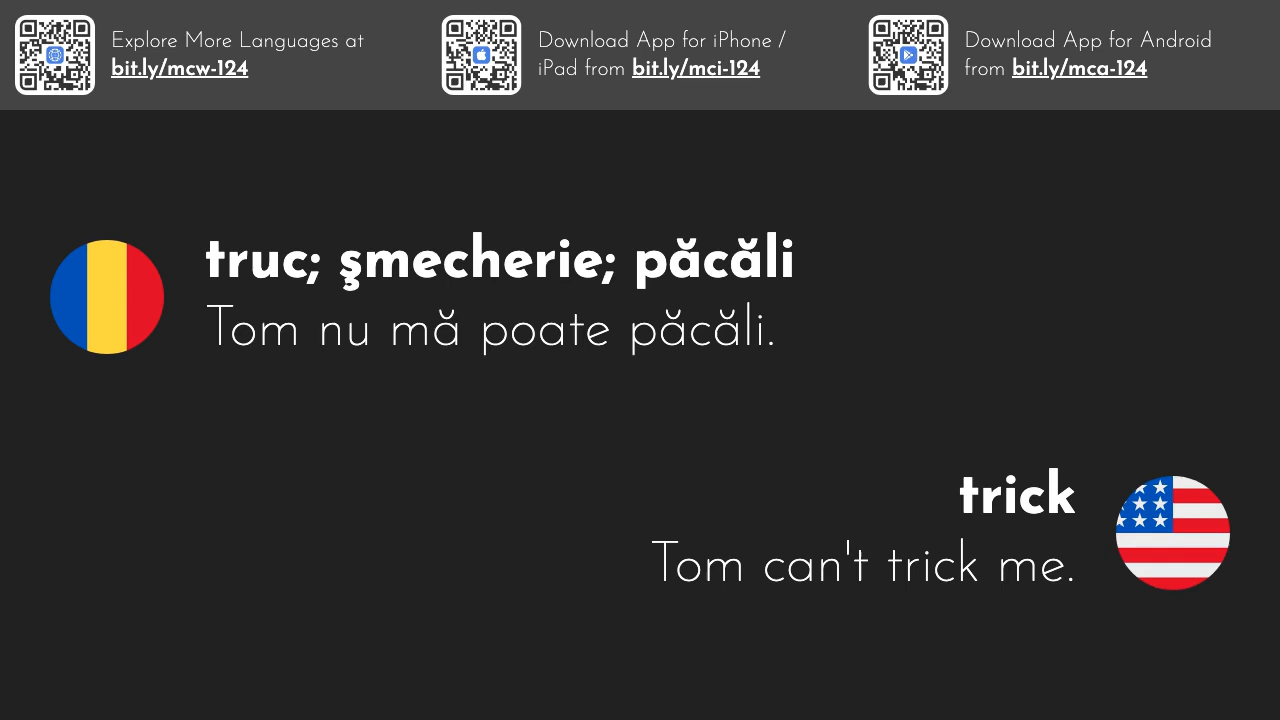 Explore More Languages at
bit.ly/mcw-124
Download App for iPhone /
iPad from bit.ly/mci-124
Download App for Android
from bit.ly/mca-124
truc; şmecherie; păcăli
Tom nu mă poate păcăli.
trick
Tom can't trick me.